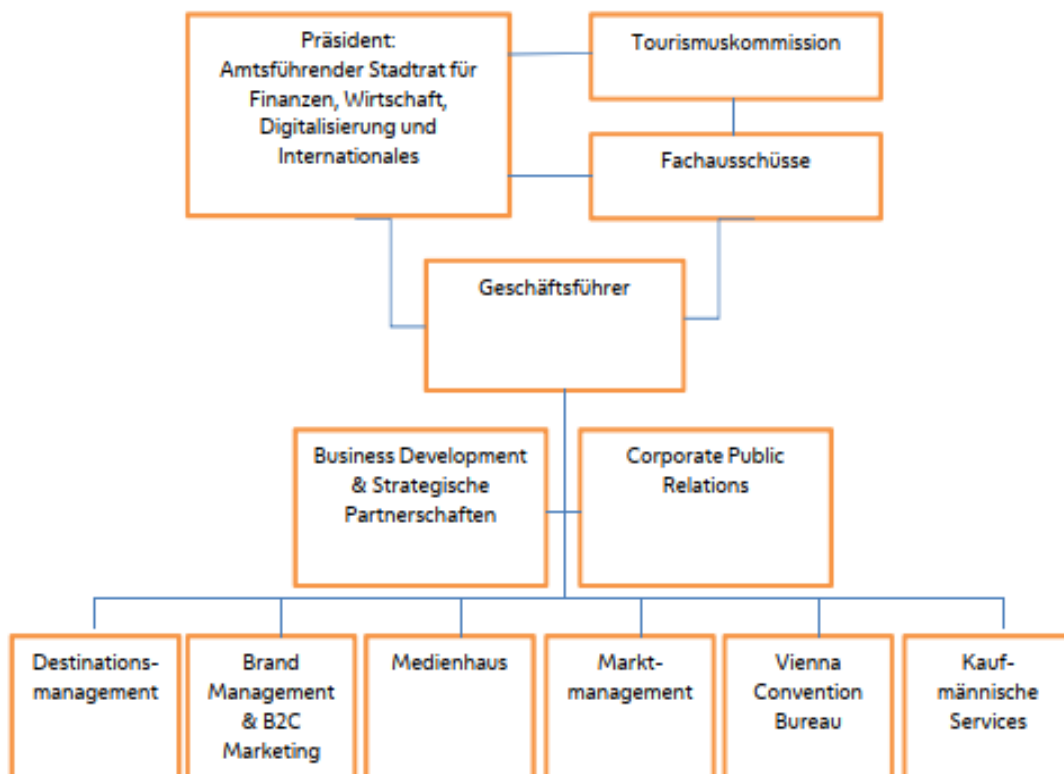 Präsident:
Amtsführender Stadtrat für
Finanzen, Wirtschaft,
Digitalisierung und
Internationales
Tourismuskommission
Fachausschüsse
Geschäftsführer
Business Development
& Strategische
Partnerschaften
Corporate Public
Relations
Destinations-
management
Brand
Management
& B2C
Marketing
Medienhaus
Markt-
management
Vienna
Convention
Bureau
Kauf-
männische
Services